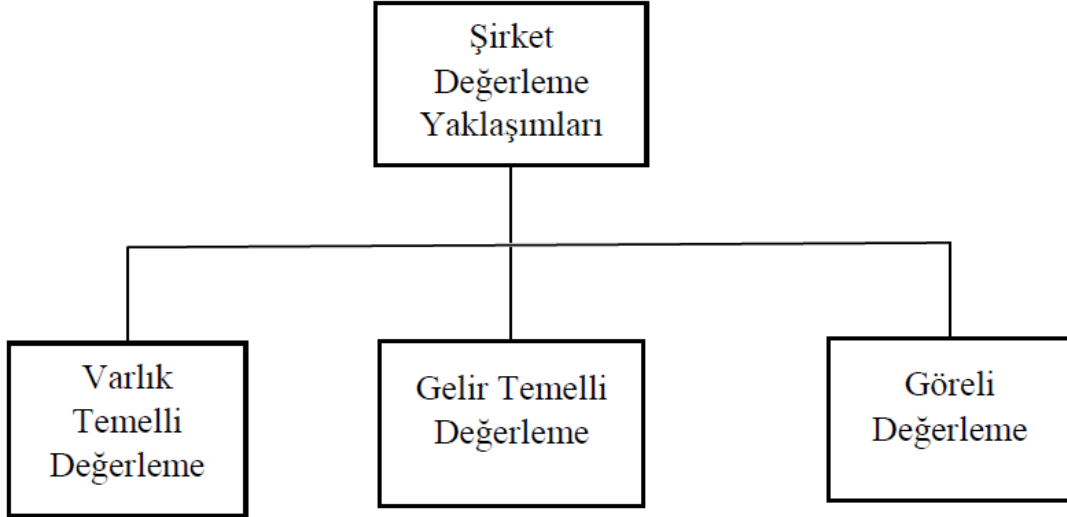 Şirket
Değerleme
Yaklaşımları
Varlık
Temelli
Değerleme
Gelir Temelli
Değerleme
Göreli
Değerleme